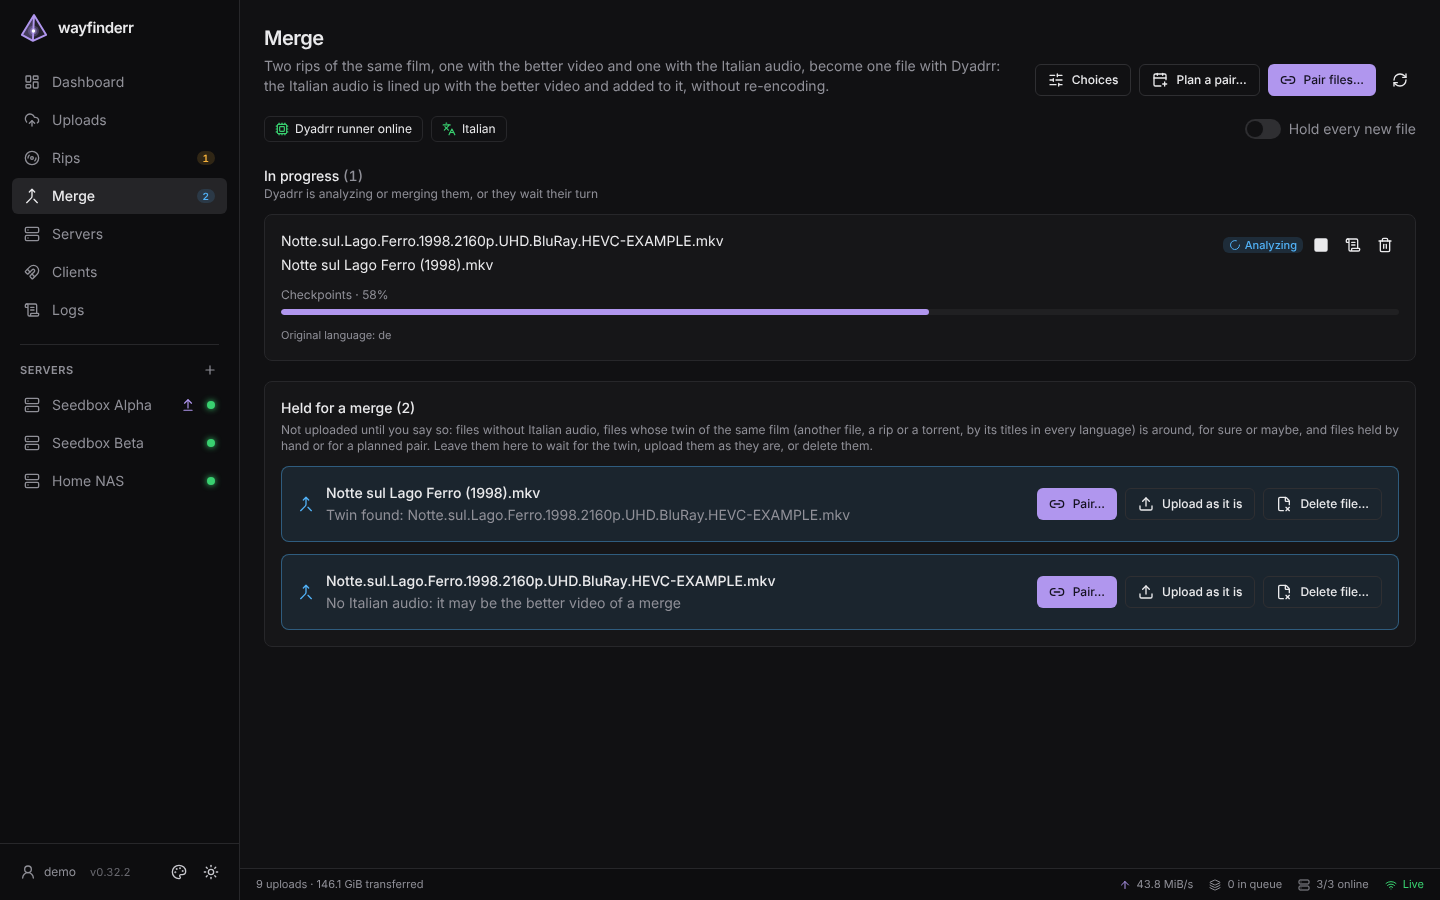 wayfinderr
Dashboard
Uploads
Rips 1
Merge 2
Servers
Clients
Logs
SERVERS
Seedbox Alpha
Seedbox Beta
Home NAS
demo v0.32.2
Merge
Two rips of the same film, one with the better video and one with the Italian audio, become one file with Dyadrr:
the Italian audio is lined up with the better video and added to it, without re-encoding.
Choices
Plan a pair...
Pair files...
Dyadrr runner online
Italian
Hold every new file
In progress (1)
Dyadrr is analyzing or merging them, or they wait their turn
Notte.sul.Lago.Ferro.1998.2160p.UHD.BluRay.HEVC-EXAMPLE.mkv
Analyzing
Notte sul Lago Ferro (1998).mkv
Checkpoints · 58%
Original language: de
Held for a merge (2)
Not uploaded until you say so: files without Italian audio, files whose twin of the same film (another file, a rip or a torrent, by its titles in every language) is around, for sure or maybe, and files held by
hand or for a planned pair. Leave them here to wait for the twin, upload them as they are, or delete them.
Notte sul Lago Ferro (1998).mkv
Twin found: Notte.sul.Lago.Ferro.1998.2160p.UHD.BluRay.HEVC-EXAMPLE.mkv
Pair...
Upload as it is
Delete file...
Notte.sul.Lago.Ferro.1998.2160p.UHD.BluRay.HEVC-EXAMPLE.mkv
No Italian audio: it may be the better video of a merge
Pair...
Upload as it is
Delete file...
9 uploads · 146.1 GiB transferred
43.8 MiB/s
0 in queue
3/3 online
Live